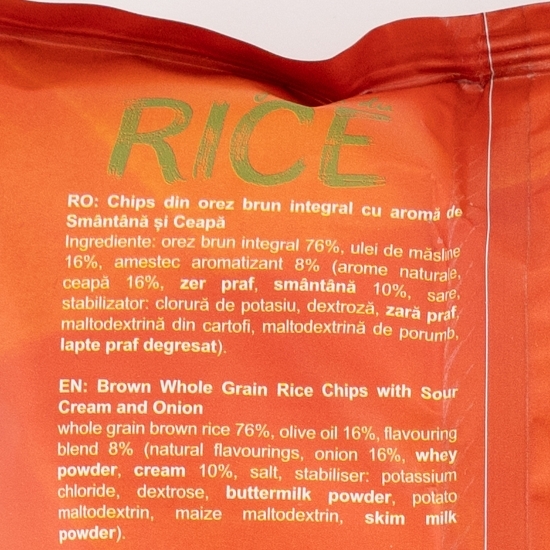 RICE
RO: Chips din orez brun integral cu aromă de
Smântână și Ceapă
Ingrediente: orez brun integral 76%, ulei de măsline
16%, amestec aromatizant 8% (arome naturale,
ceapă 16%, zer praf, smântână 10%, sare,
stabilizator: clorură de potasiu, dextroză, zară praf,
maltodextrină din cartofi, maltodextrină de porumb,
lapte praf degresat).
EN: Brown Whole Grain Rice Chips with Sour
Cream and Onion
whole grain brown rice 76%, olive oil 16%, flavouring
blend 8% (natural flavourings, onion 16%, whey
powder, cream 10%, salt, stabiliser: potassium
chloride, dextrose, buttermilk powder, potato
maltodextrin, maize maltodextrin, skim milk
powder).